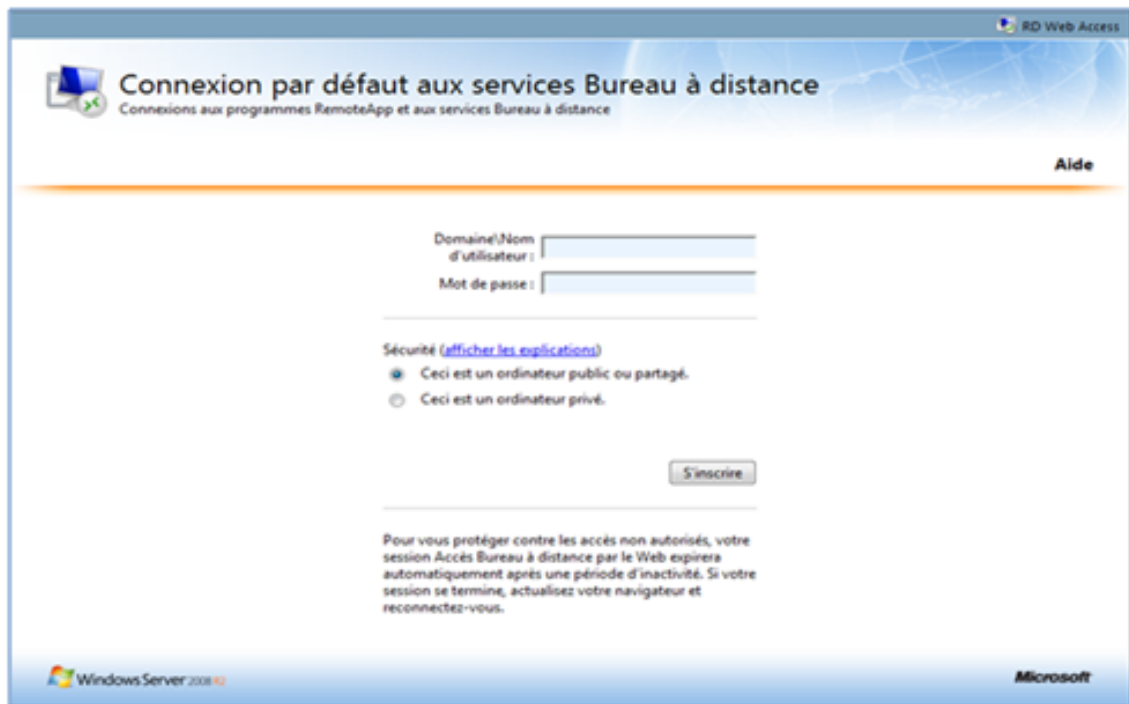 RD Web Access
Connexion par défaut aux services Bureau à distance
Connexions aux programmes RemoteApp et aux services Bureau à distance
Aide
Domaine\Nom
d'utilisateur :
Mot de passe :
Sécurité (afficher les explications)
Ceci est un ordinateur public ou partagé.
Ceci est un ordinateur privé.
S'inscrire
Pour vous protéger contre les accès non autorisés, votre
session Accès Bureau à distance par le Web expirera
automatiquement après une période d'inactivité. Si votre
session se termine, actualisez votre navigateur et
reconnectez-vous.
Windows Server 2008 R2
Microsoft